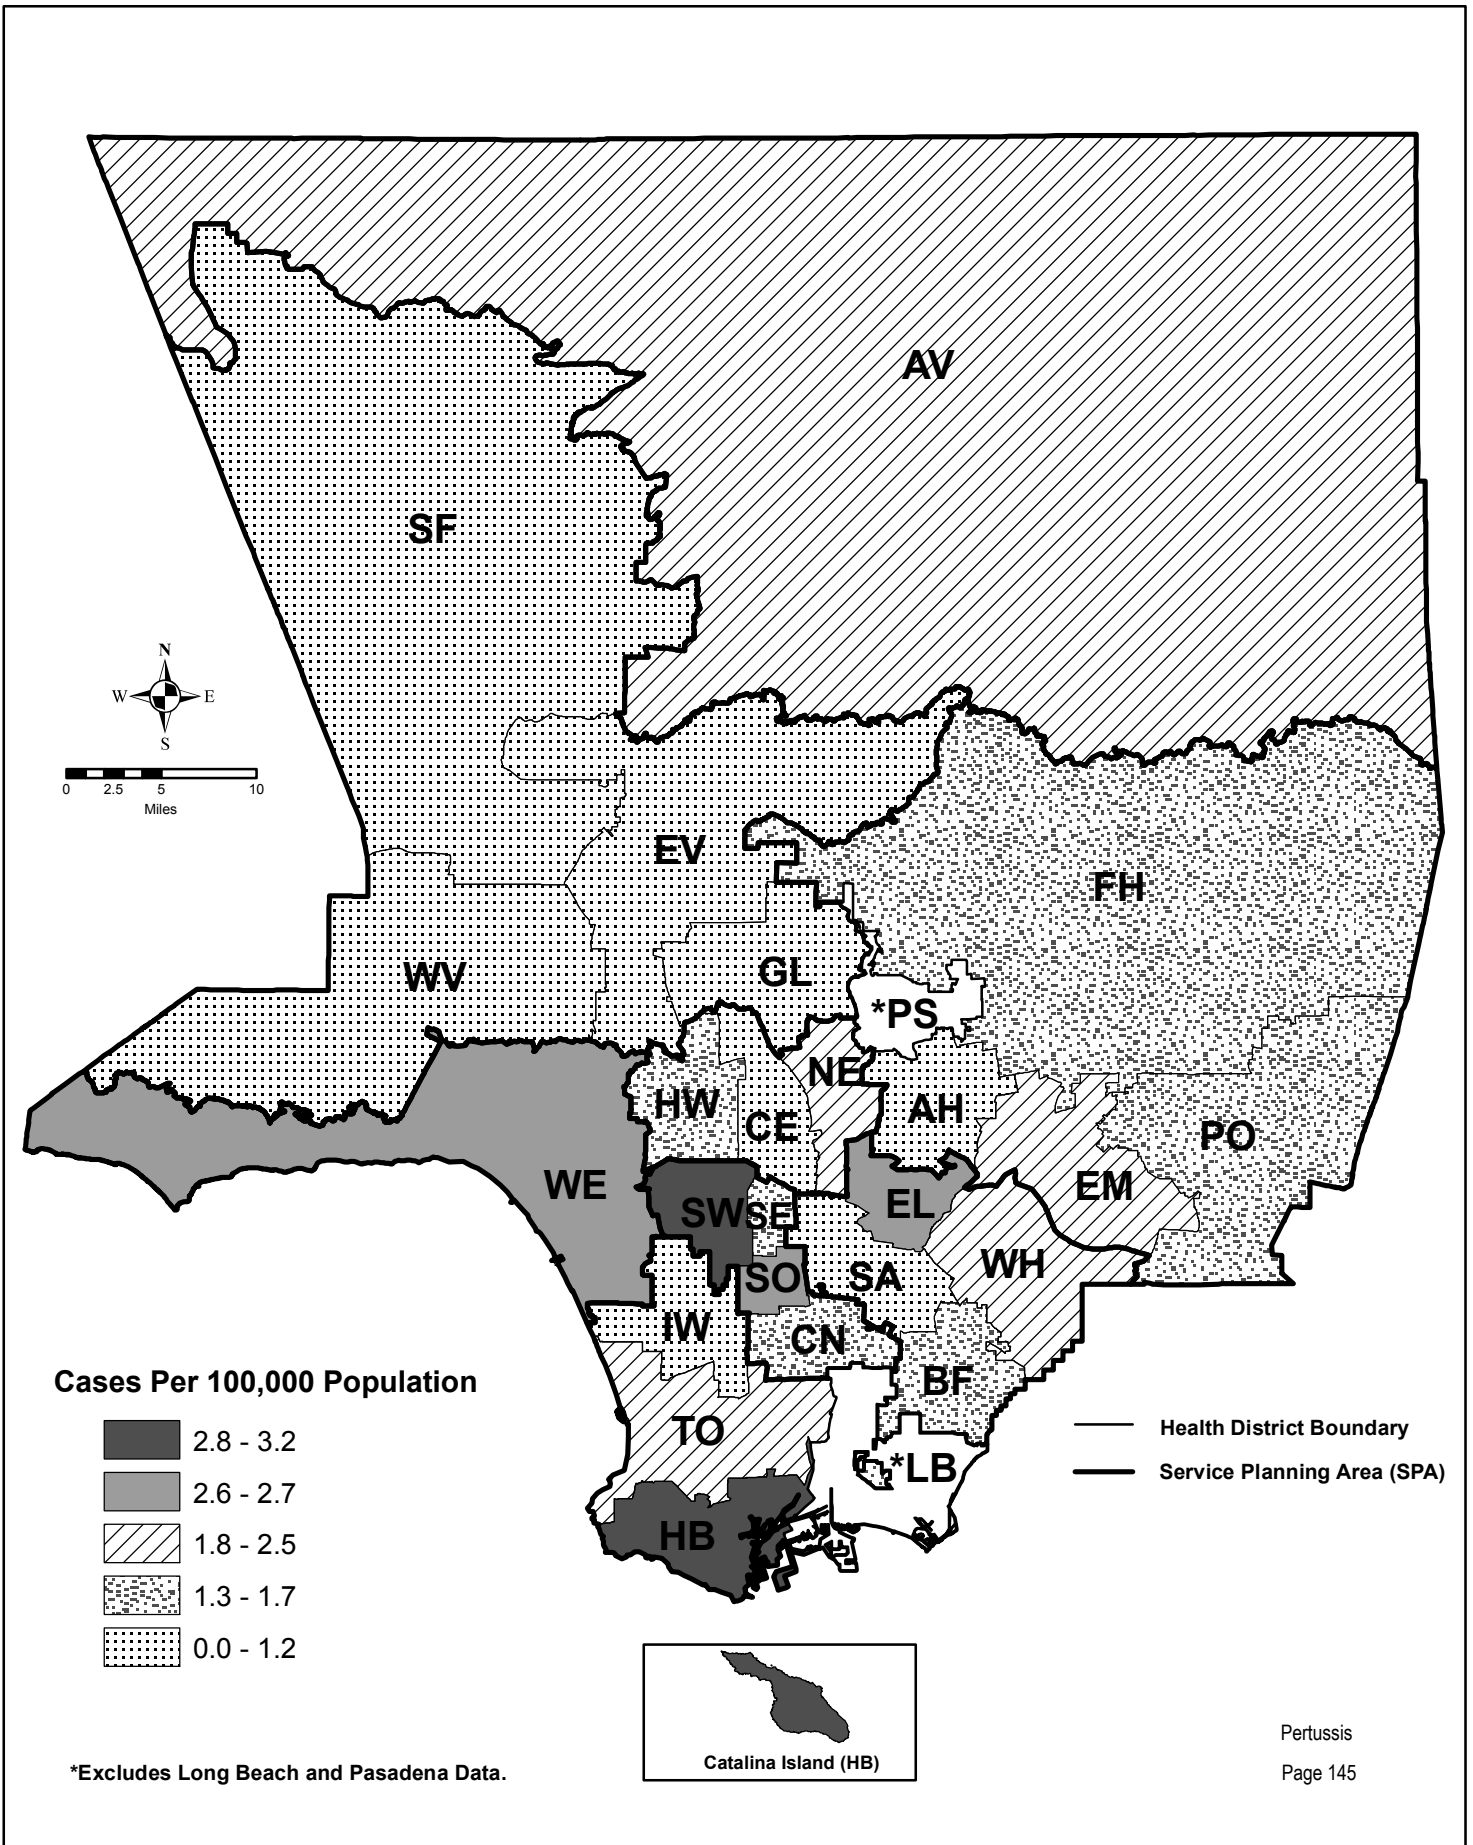 AV
SF
N
W E
S
0 2.5 5 10
Miles
EV
FH
WV
GL
*PS
NE
HW
AH
CE
PO
WE
EM
SW
SE
EL
WH
SO
SA
IW
CN
BF
TO
*LB
HB
Cases Per 100,000 Population
2.8 - 3.2
2.6 - 2.7
1.8 - 2.5
1.3 - 1.7
0.0 - 1.2
Health District Boundary
Service Planning Area (SPA)
Catalina Island (HB)
*Excludes Long Beach and Pasadena Data.
Pertussis
Page 145